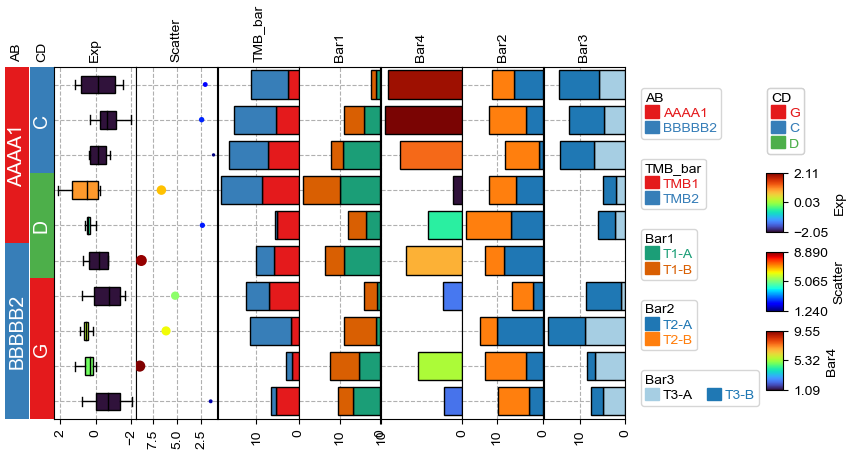 AB
CD
Exp
Scatter
TMB_bar
Bar1
Bar4
Bar2
Bar3
AAAA1
BBBBB2
C
D
G
2
0
−2
7.5
5.0
2.5
10
0
10
0
10
0
10
0
10
0
AB
AAAA1
BBBBB2
TMB_bar
TMB1
TMB2
Bar1
T1-A
T1-B
Bar2
T2-A
T2-B
Bar3
T3-A T3-B
CD
G
C
D
2.11
0.03
−2.05
Exp
8.890
5.065
1.240
Scatter
9.55
5.32
1.09
Bar4